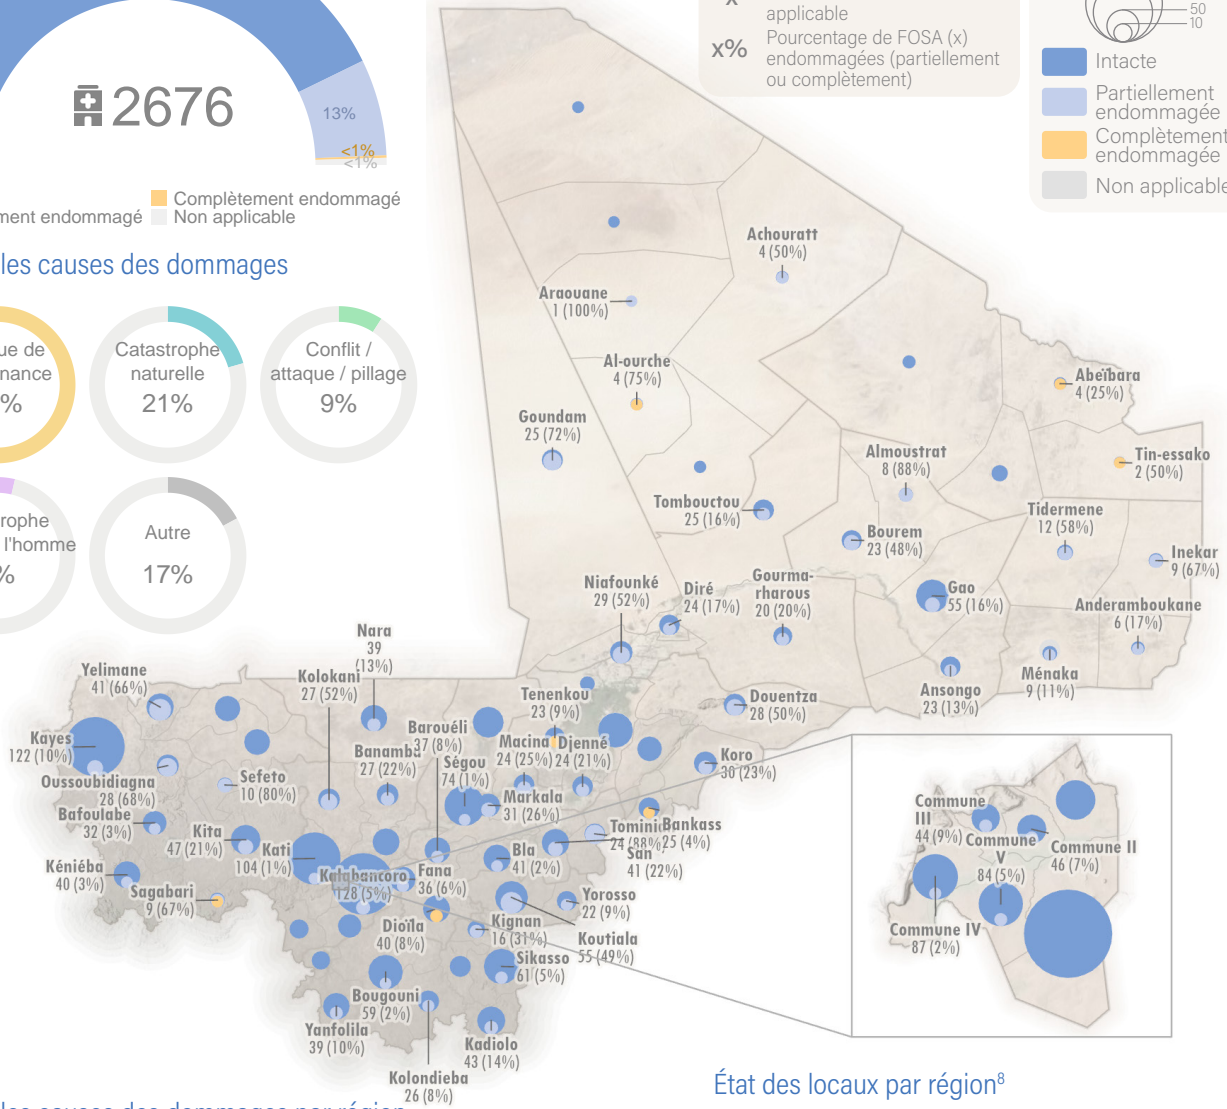 2676
13%
<1%
<1%
Complètement endommagé
ment endommagé
Non applicable
les causes des dommages
ue de
nance
%
Catastrophe
naturelle
21%
Conflit /
attaque / pillage
9%
rophe
l'homme
%
Autre
17%
applicable
x%
Pourcentage de FOSA (x)
endommagées (partiellement
ou complètement)
50
10
Intacte
Partiellement
endommagée
Complètement
endommagée
Non applicable
Achouratt
4 (50%)
Araouane
1 (100%)
Al-ourche
4 (75%)
Abeïbara
4 (25%)
Goundam
25 (72%)
Almoustrat
8 (88%)
Tin-essako
2 (50%)
Tombouctou
25 (16%)
Tidermene
12 (58%)
Bourem
23 (48%)
Inekar
9 (67%)
Niafounké
29 (52%)
Diré
24 (17%)
Gourma-
rharous
20 (20%)
Gao
55 (16%)
Anderamboukane
6 (17%)
Nara
39
(13%)
Yelimane
41 (66%)
Kolokani
27 (52%)
Tenenkou
23 (9%)
Douentza
28 (50%)
Ansongo
23 (13%)
Ménaka
9 (11%)
Kayes
122 (10%)
Barouéli
37 (8%)
Banamba
27 (22%)
Ségou
74 (1%)
Macina
24 (25%)
Djenné
24 (21%)
Koro
30 (23%)
Oussoubidiagna
28 (68%)
Sefeto
10 (80%)
Markala
31 (26%)
Bafoulabe
32 (3%)
Kita
47 (21%)
Kati
104 (1%)
Bla
41 (2%)
Tominian
24 (88%)
Bankass
25 (4%)
San
41 (22%)
Kéniéba
40 (3%)
Sagabari
9 (67%)
Kalabancoro
128 (5%)
Fana
36 (6%)
Yorosso
22 (9%)
Dioïla
40 (8%)
Kignan
16 (31%)
Koutiala
55 (49%)
Sikasso
61 (5%)
Bougouni
59 (2%)
Yanfolila
39 (10%)
Kadiolo
43 (14%)
Kolondieba
26 (8%)
Commune
III
44 (9%)
Commune
V
84 (5%)
Commune II
46 (7%)
Commune IV
87 (2%)
État des locaux par région⁸
les causes des dommages par région